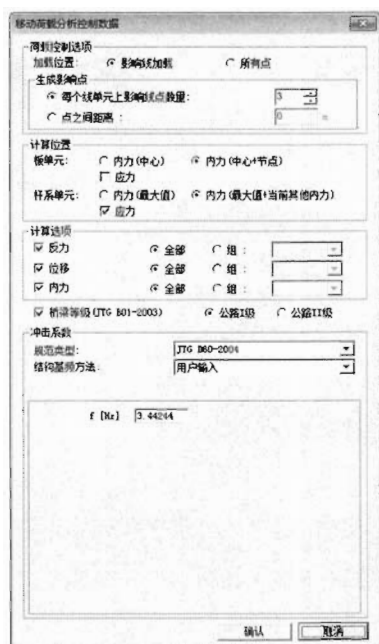 移动荷载分析控制数据
荷载控制选项
加载位置: 影响线加载 所有点
生成影响点
每个线单元上影响线点数量: 3
点之间距离: 0 m
计算位置
板单元: 内力(中心) 内力(中心+节点)
应力
杆系单元: 内力(最大值) 内力(最大值+当前其他内力)
应力
计算选项
反力 全部 组:
位移 全部 组:
内力 全部 组:
桥梁等级(JTG B01-2003) 公路I级 公路II级
冲击系数
规范类型: JTG D60-2004
结构基频方法: 用户输入
f [Hz] 3.44244
确认 取消